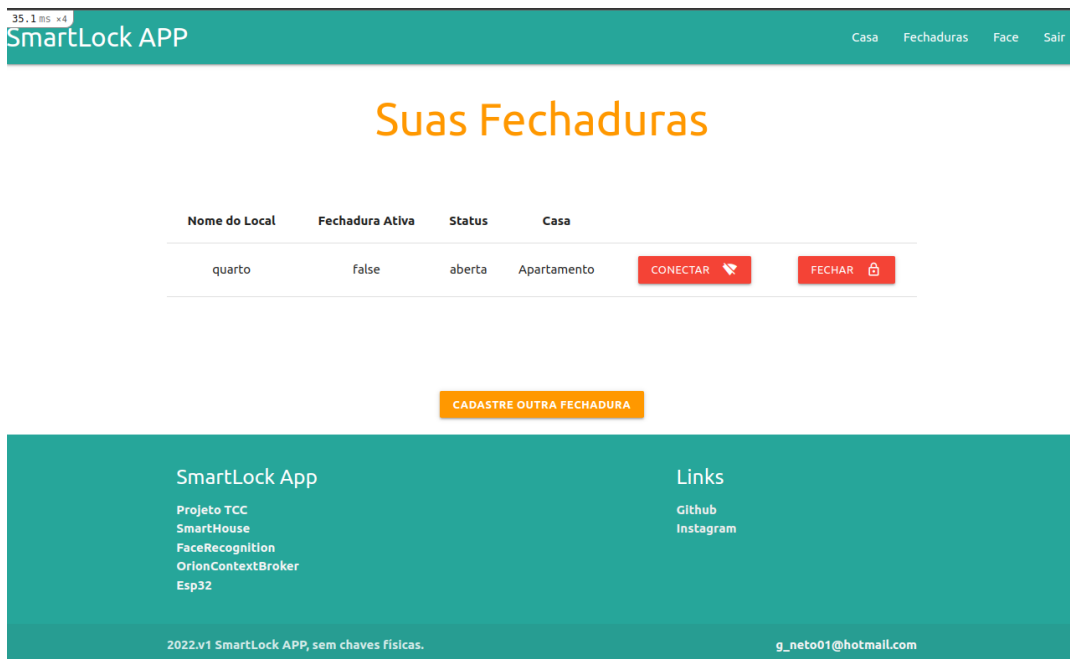 35.1 ms ×4
SmartLock APP
Casa Fechaduras Face Sair
Suas Fechaduras
Nome do Local Fechadura Ativa Status Casa
quarto false aberta Apartamento CONECTAR FECHAR
CADASTRE OUTRA FECHADURA
SmartLock App
Projeto TCC
SmartHouse
FaceRecognition
OrionContextBroker
Esp32
Links
Github
Instagram
2022.v1 SmartLock APP, sem chaves físicas.
g_neto01@hotmail.com